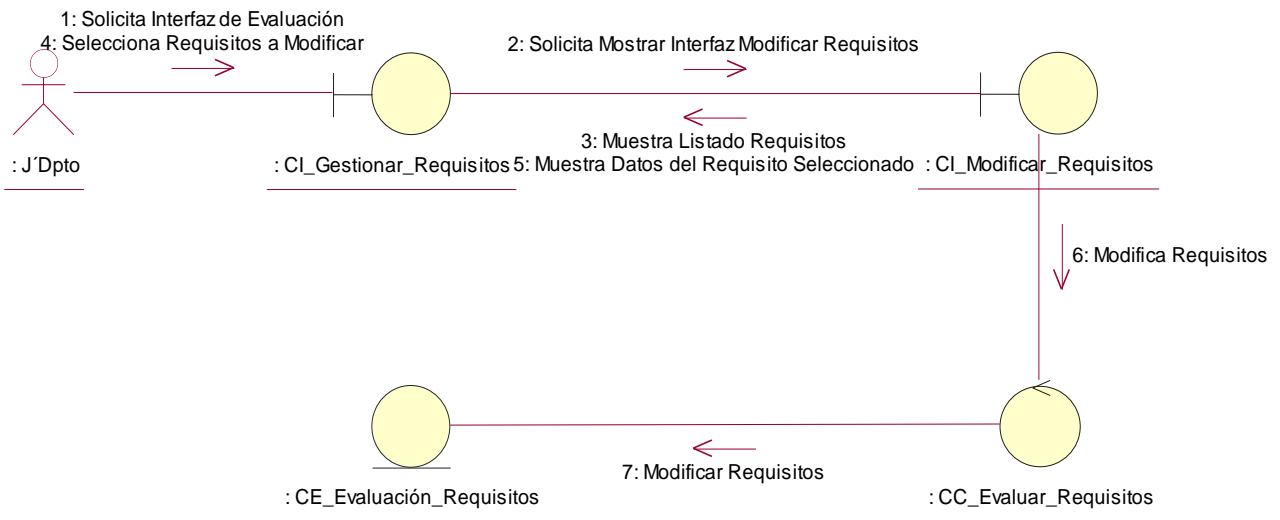 1: Solicita Interfaz de Evaluación
4: Selecciona Requisitos a Modificar
2: Solicita Mostrar Interfaz Modificar Requisitos
3: Muestra Listado Requisitos
5: Muestra Datos del Requisito Seleccionado
: J´Dpto
: CI_Gestionar_Requisitos
: CI_Modificar_Requisitos
6: Modifica Requisitos
7: Modificar Requisitos
: CE_Evaluación_Requisitos
: CC_Evaluar_Requisitos